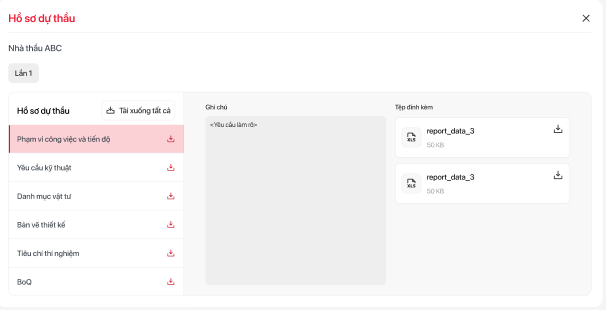 Hồ sơ dự thầu
Nhà thầu ABC
Lần 1
Hồ sơ dự thầu
Tải xuống tất cả
Phạm vi công việc và tiến độ
Yêu cầu kỹ thuật
Danh mục vật tư
Bản vẽ thiết kế
Tiêu chí thí nghiệm
BoQ
Ghi chú
<Yêu cầu làm rõ>
Tệp đính kèm
XLS
report_data_3
50 KB
XLS
report_data_3
50 KB